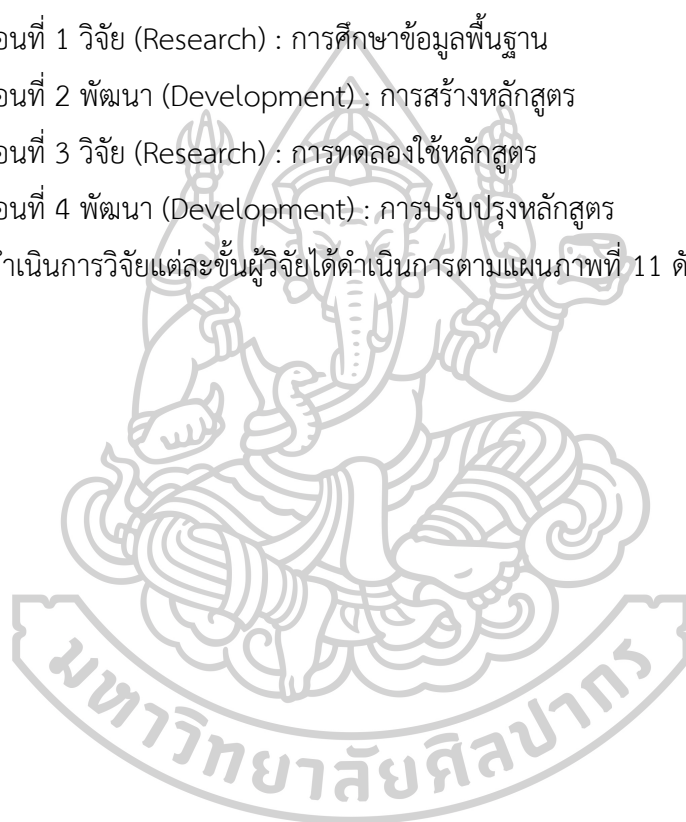 อนที่ 1 วิจัย (Research) : การศึกษาข้อมูลพื้นฐาน
อนที่ 2 พัฒนา (Development) : การสร้างหลักสูตร
อนที่ 3 วิจัย (Research) : การทดลองใช้หลักสูตร
อนที่ 4 พัฒนา (Development) : การปรับปรุงหลักสูตร
ำเนินการวิจัยแต่ละขั้นผู้วิจัยได้ดำเนินการตามแผนภาพที่ 11 ดั
มหาวิทยาลัยศิลปากร